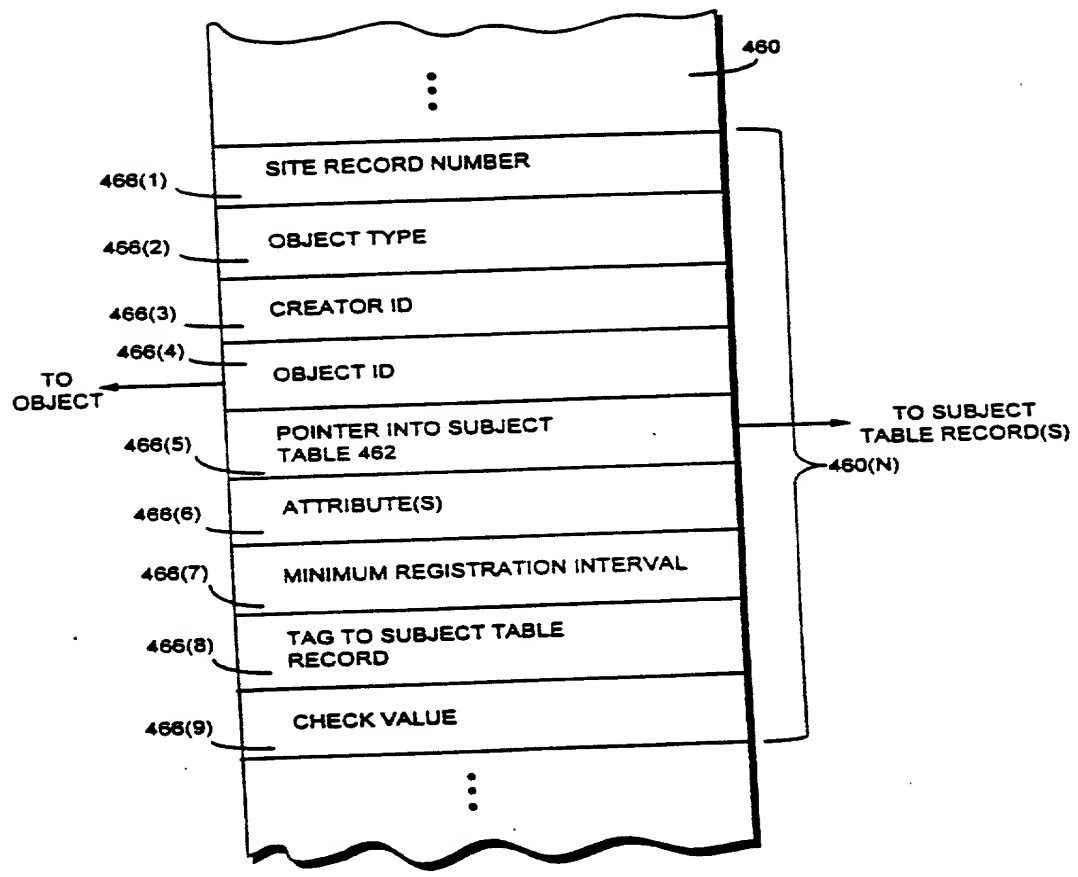 460
466(1)
SITE RECORD NUMBER
466(2)
OBJECT TYPE
466(3)
CREATOR ID
466(4)
OBJECT ID
TO
OBJECT
466(5)
POINTER INTO SUBJECT
TABLE 462
TO SUBJECT
TABLE RECORD(S)
460(N)
466(6)
ATTRIBUTE(S)
466(7)
MINIMUM REGISTRATION INTERVAL
466(8)
TAG TO SUBJECT TABLE
RECORD
466(9)
CHECK VALUE